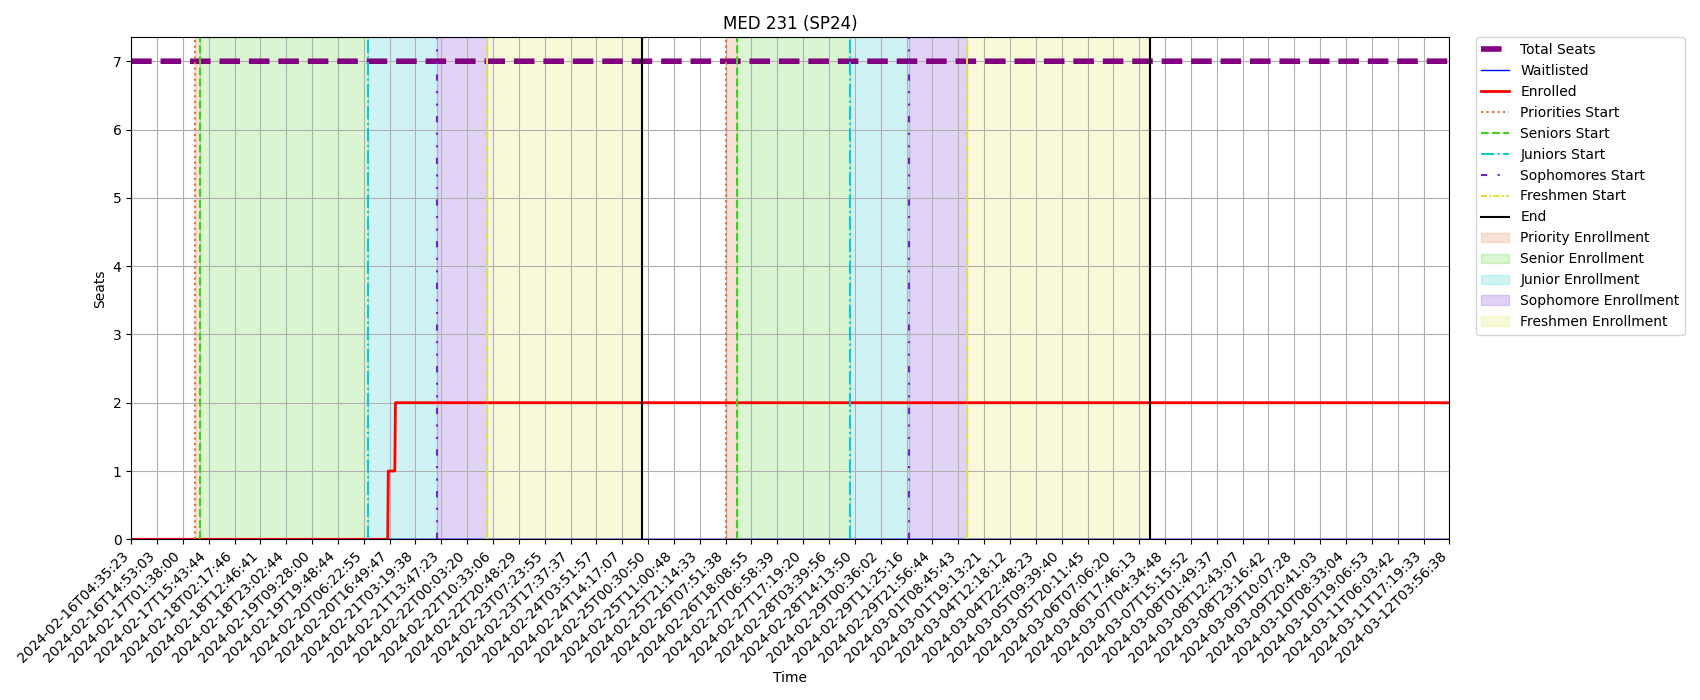 MED 231 (SP24)
Seats
7
6
5
4
3
2
1
0
2024-02-16T04:35:23
2024-02-16T14:53:03
2024-02-17T01:38:00
2024-02-17T15:43:44
2024-02-18T02:17:46
2024-02-18T12:46:41
2024-02-18T23:02:44
2024-02-19T09:28:00
2024-02-19T19:48:44
2024-02-20T06:22:55
2024-02-20T16:49:47
2024-02-21T03:19:38
2024-02-21T13:47:23
2024-02-22T00:03:20
2024-02-22T10:33:06
2024-02-22T20:48:29
2024-02-23T07:23:55
2024-02-23T17:37:37
2024-02-24T03:51:57
2024-02-24T14:17:07
2024-02-25T00:30:50
2024-02-25T11:00:48
2024-02-25T21:14:33
2024-02-26T07:51:38
2024-02-26T18:08:55
2024-02-27T06:58:39
2024-02-27T17:19:20
2024-02-28T03:39:56
2024-02-28T14:13:50
2024-02-29T00:36:02
2024-02-29T11:25:16
2024-02-29T21:56:44
2024-03-01T08:45:43
2024-03-01T19:13:21
2024-03-04T12:18:12
2024-03-04T22:48:23
2024-03-05T09:39:40
2024-03-05T20:11:45
2024-03-06T07:06:20
2024-03-06T17:46:13
2024-03-07T04:34:48
2024-03-07T15:15:52
2024-03-08T01:49:37
2024-03-08T12:43:07
2024-03-08T23:16:42
2024-03-09T10:07:28
2024-03-09T20:41:03
2024-03-10T08:33:04
2024-03-10T19:06:53
2024-03-11T06:03:42
2024-03-11T17:19:33
2024-03-12T03:56:38
Time
Total Seats
Waitlisted
Enrolled
Priorities Start
Seniors Start
Juniors Start
Sophomores Start
Freshmen Start
End
Priority Enrollment
Senior Enrollment
Junior Enrollment
Sophomore Enrollment
Freshmen Enrollment